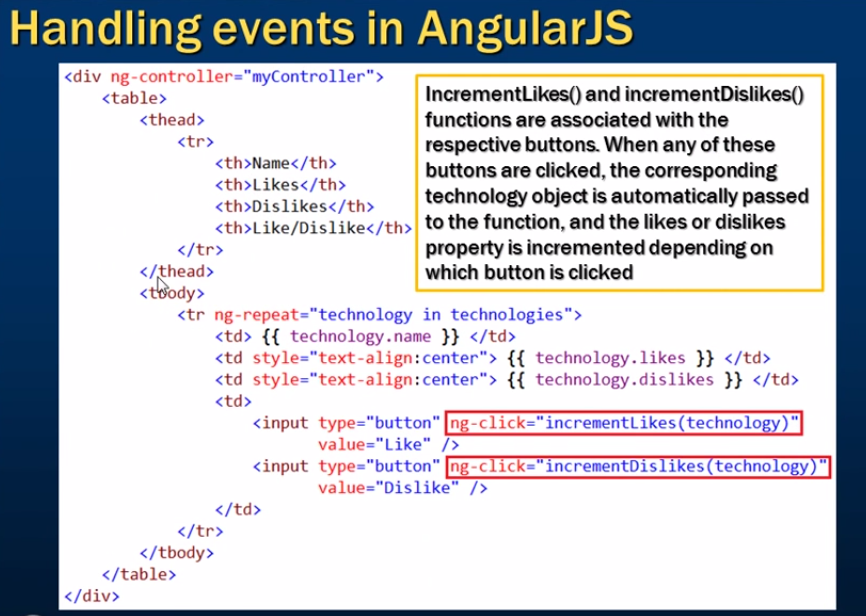 Handling events in AngularJS
<div ng-controller="myController">
<table>
<thead>
<tr>
<th>Name</th>
<th>Likes</th>
<th>Dislikes</th>
<th>Like/Dislike</th>
</tr>
</thead>
<tbody>
<tr ng-repeat="technology in technologies">
<td> {{ technology.name }} </td>
<td style="text-align:center"> {{ technology.likes }} </td>
<td style="text-align:center"> {{ technology.dislikes }} </td>
<td>
<input type="button" ng-click="incrementLikes(technology)"
value="Like" />
<input type="button" ng-click="incrementDislikes(technology)"
value="Dislike" />
</td>
</tr>
</tbody>
</table>
</div>
IncrementLikes() and incrementDislikes()
functions are associated with the
respective buttons. When any of these
buttons are clicked, the corresponding
technology object is automatically passed
to the function, and the likes or dislikes
property is incremented depending on
which button is clicked